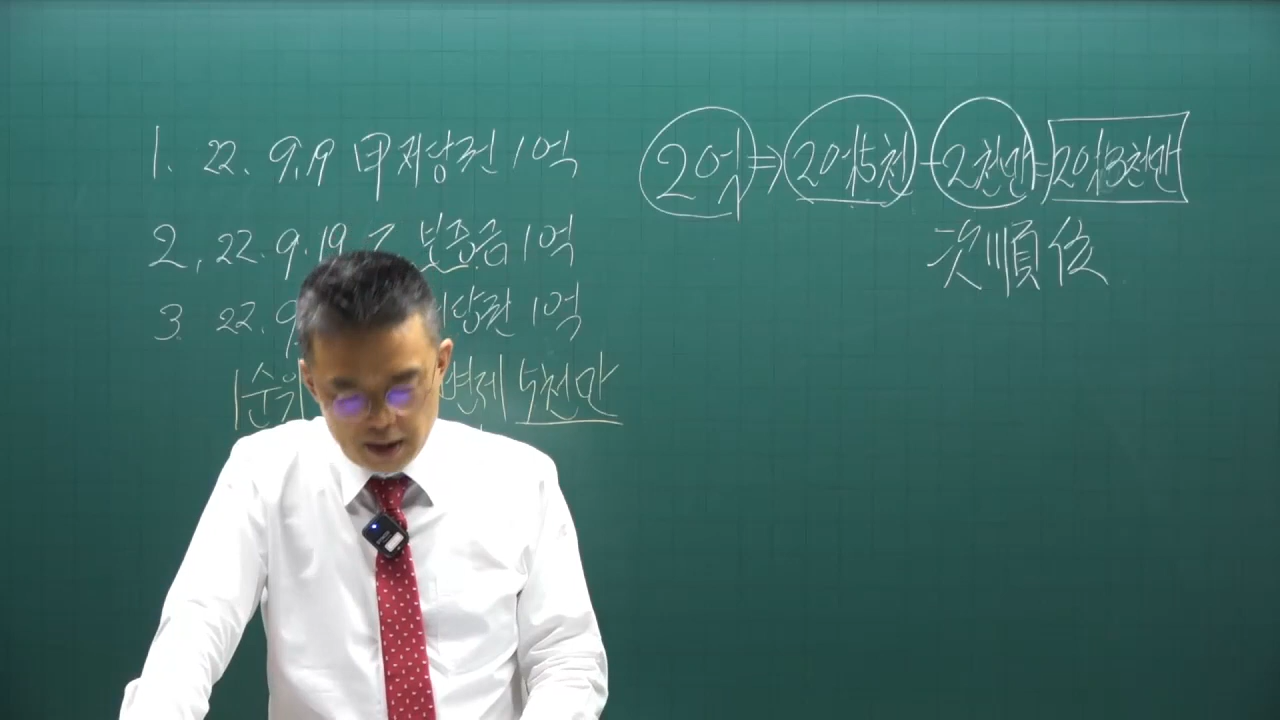 1. 22. 9.9 甲 저당권 1억
2. 22. 9.19 보증금 1억
3. 22. 9 당권 1억
1순위 변제 5천만
2억 ⇒ 2억5천 - 2천만 = 2억3천만
次順位